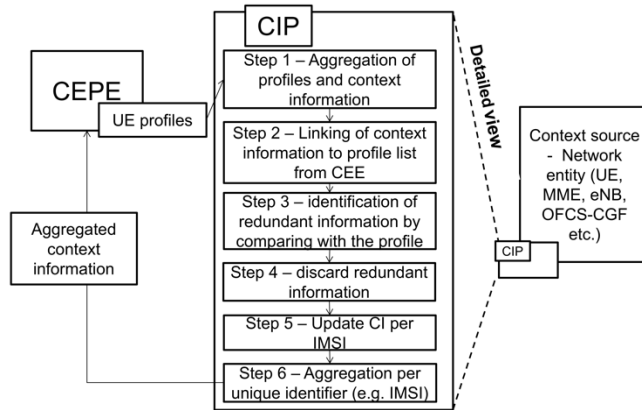 CIP
Step 1 – Aggregation of
profiles and context
information
CEPE
UE profiles
Step 2 – Linking of context
information to profile list
from CEE
Step 3 – identification of
redundant information by
comparing with the profile
Aggregated
context
information
Step 4 – discard redundant
information
Step 5 – Update CI per
IMSI
Step 6 – Aggregation per
unique identifier (e.g. IMSI)
Detailed view
Context source
- Network
entity (UE,
MME, eNB,
OFCS-CGF
etc.)
CIP